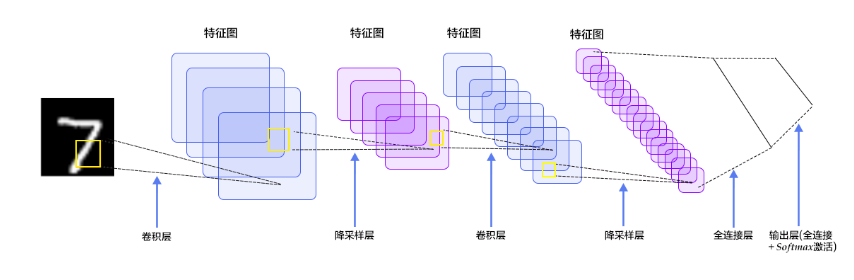 特征图
特征图
特征图
特征图
7
卷积层
降采样层
卷积层
降采样层
全连接层
输出层(全连接
+ Softmax激活)